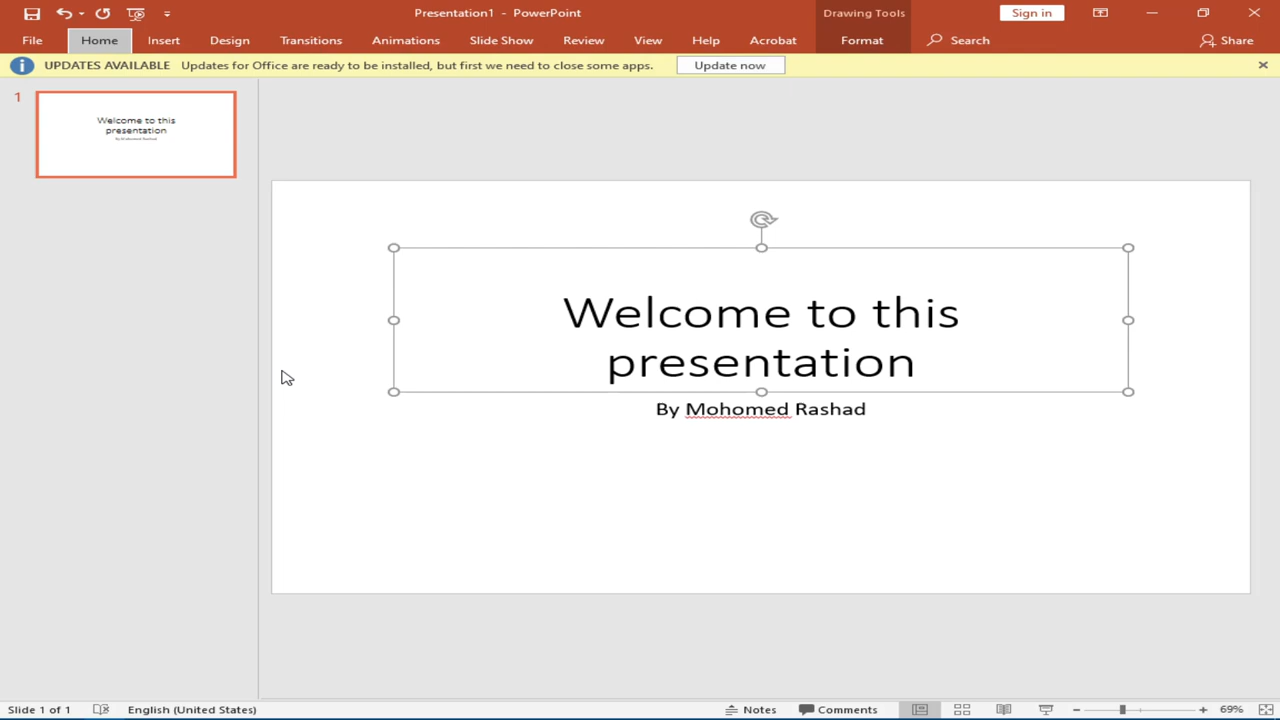 Presentation1 - PowerPoint
Drawing Tools
Sign in
File Home Insert Design Transitions Animations Slide Show Review View Help Acrobat Format Search Share
UPDATES AVAILABLE Updates for Office are ready to be installed, but first we need to close some apps. Update now
1
Welcome to this
presentation
By Mohomed Rashad
Welcome to this
presentation
By Mohomed Rashad
Slide 1 of 1 English (United States) Notes Comments 69%